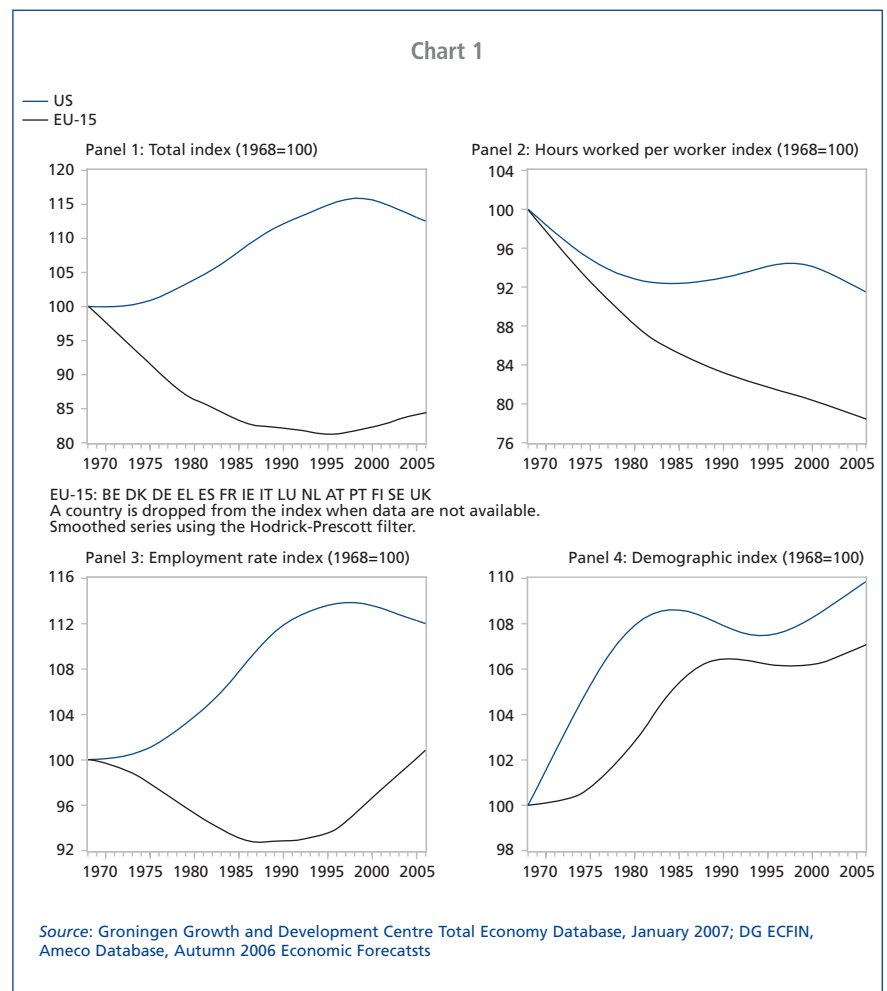 Chart 1
US
EU-15
Panel 1: Total index (1968=100)
120
115
110
105
100
95
90
85
80
1970 1975 1980 1985 1990 1995 2000 2005
Panel 2: Hours worked per worker index (1968=100)
104
100
96
92
88
84
80
76
1970 1975 1980 1985 1990 1995 2000 2005
EU-15: BE DK DE EL ES FR IE IT LU NL AT PT FI SE UK
A country is dropped from the index when data are not available.
Smoothed series using the Hodrick-Prescott filter.
Panel 3: Employment rate index (1968=100)
116
112
108
104
100
96
92
1970 1975 1980 1985 1990 1995 2000 2005
Panel 4: Demographic index (1968=100)
110
108
106
104
102
100
98
1970 1975 1980 1985 1990 1995 2000 2005
Source: Groningen Growth and Development Centre Total Economy Database, January 2007; DG ECFIN,
Ameco Database, Autumn 2006 Economic Forecatsts